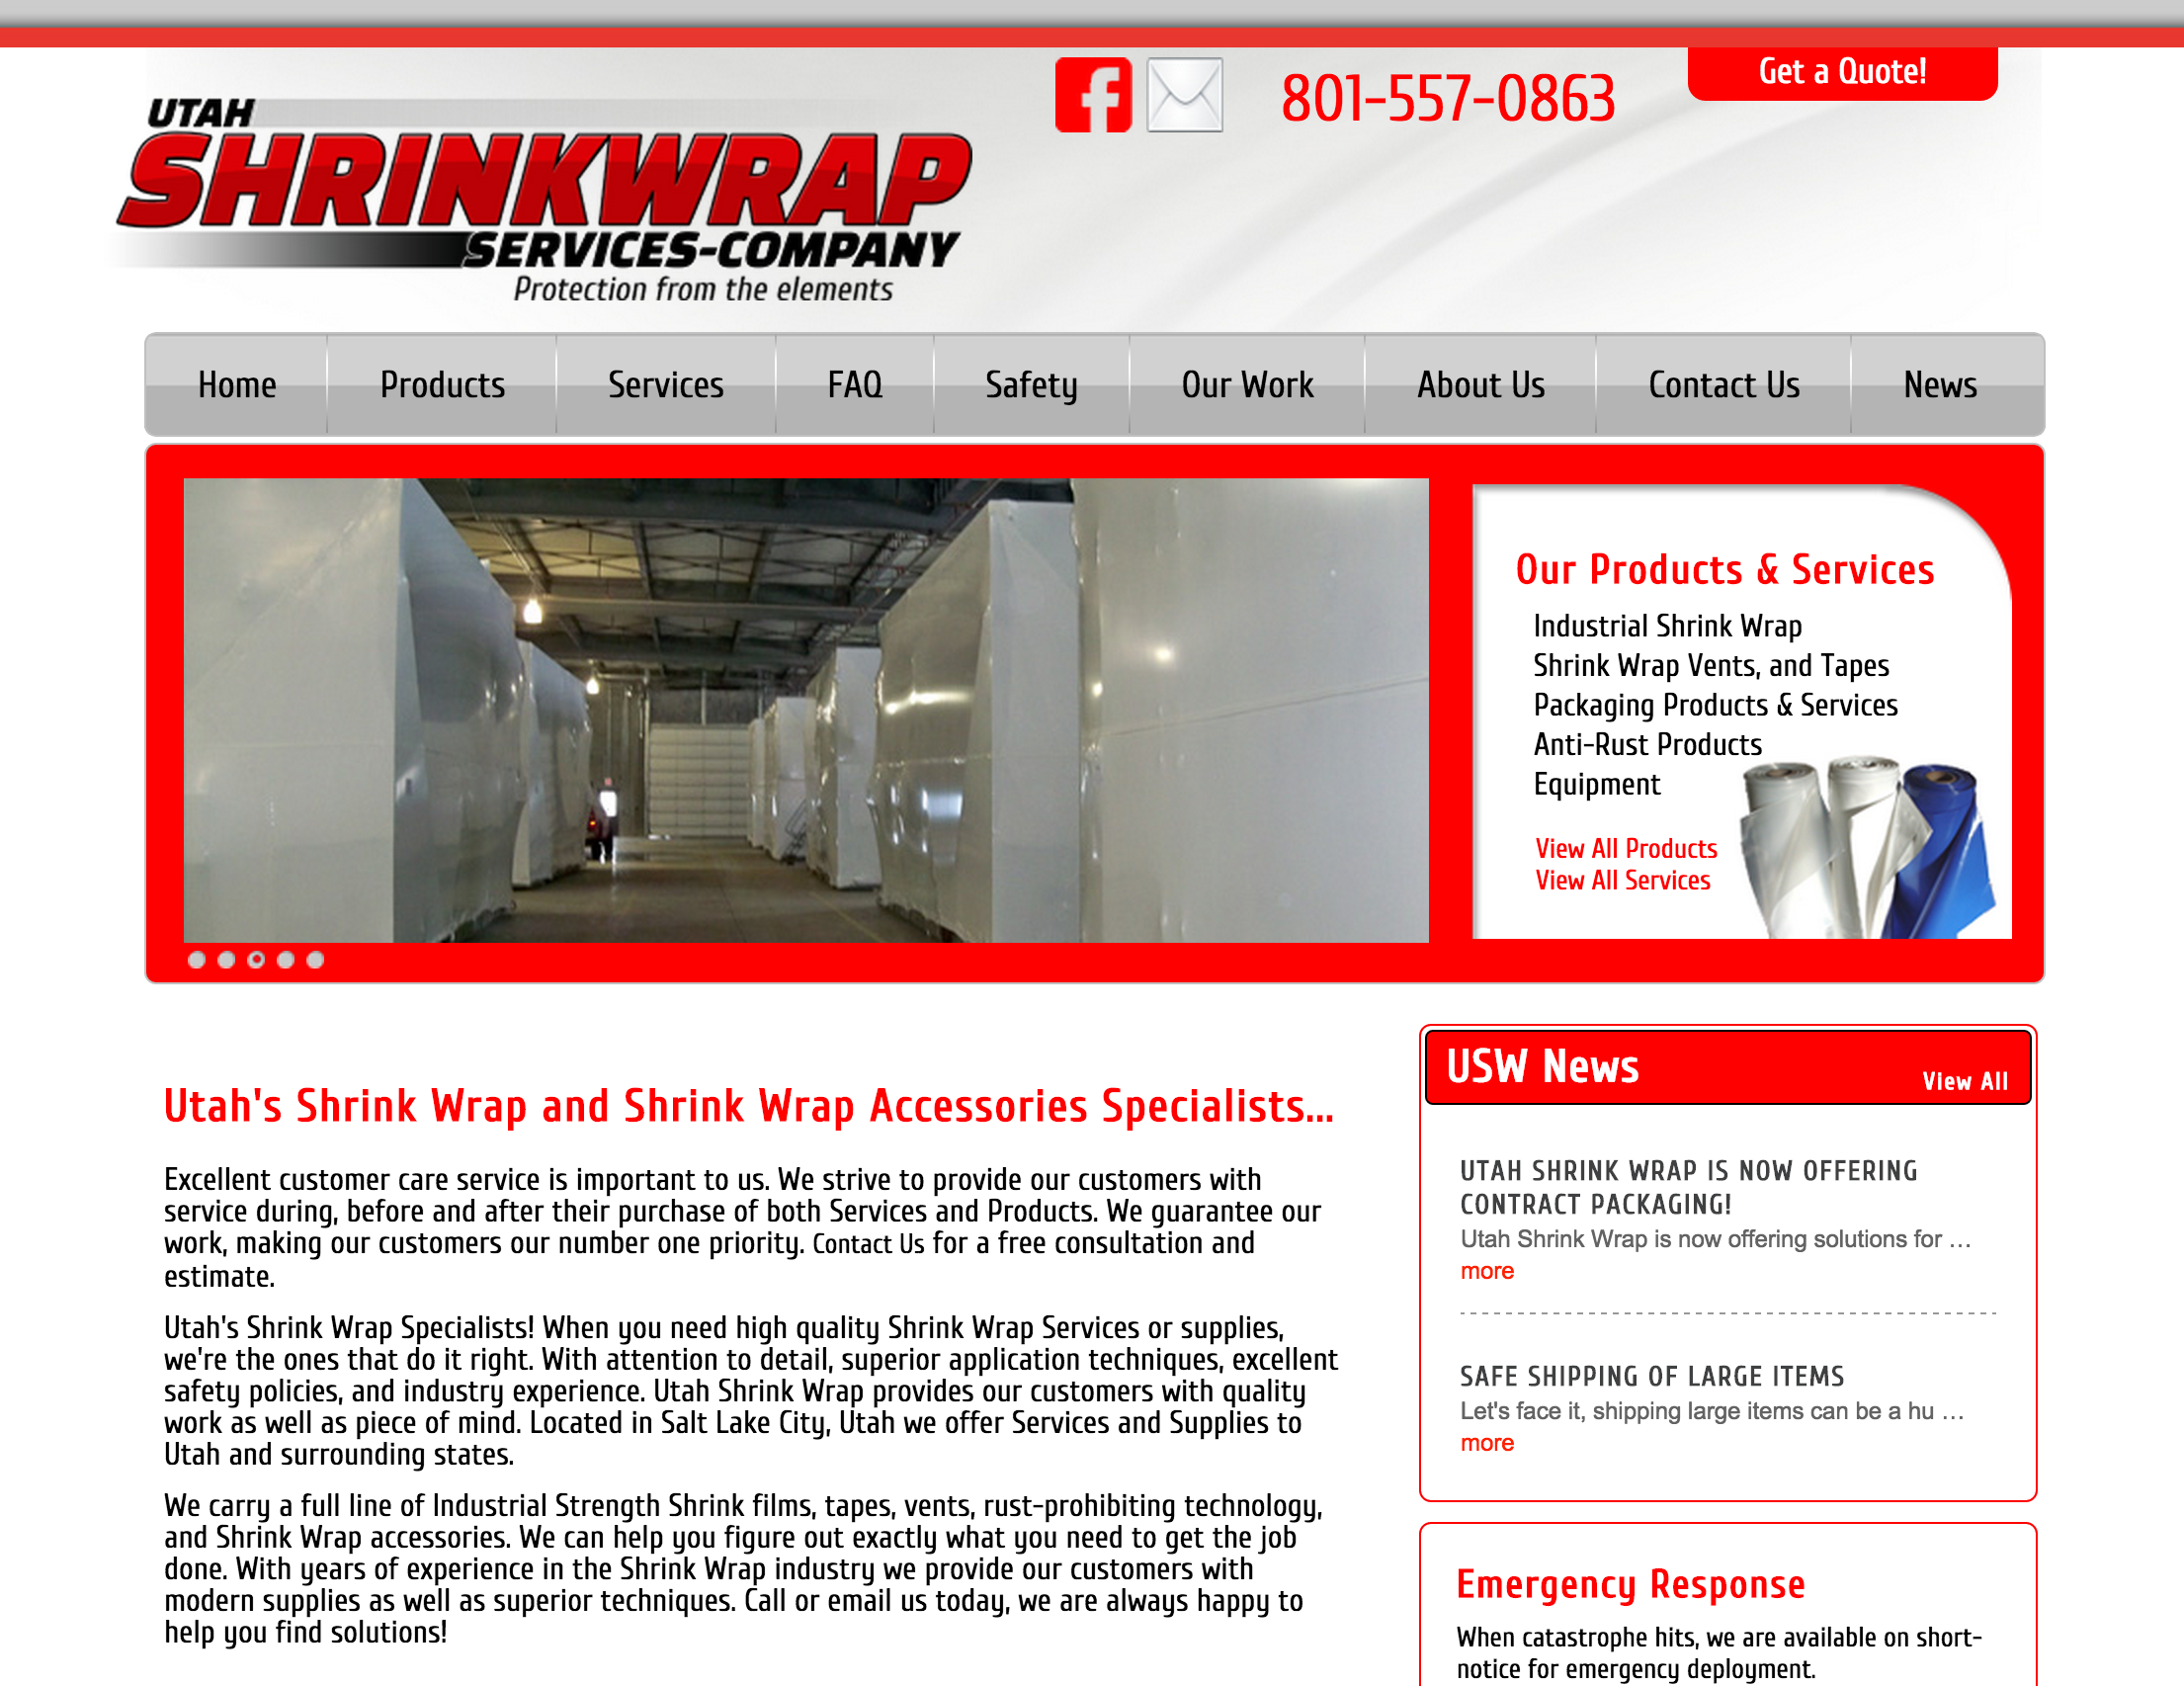 UTAH
SHRINKWRAP
SERVICES-COMPANY
Protection from the elements
f
801-557-0863
Get a Quote!
Home
Products
Services
FAQ
Safety
Our Work
About Us
Contact Us
News
Our Products & Services
Industrial Shrink Wrap
Shrink Wrap Vents, and Tapes
Packaging Products & Services
Anti-Rust Products
Equipment
View All Products
View All Services
Utah's Shrink Wrap and Shrink Wrap Accessories Specialists...
Excellent customer care service is important to us. We strive to provide our customers with
service during, before and after their purchase of both Services and Products. We guarantee our
work, making our customers our number one priority. Contact Us for a free consultation and
estimate.
Utah's Shrink Wrap Specialists! When you need high quality Shrink Wrap Services or supplies,
we're the ones that do it right. With attention to detail, superior application techniques, excellent
safety policies, and industry experience. Utah Shrink Wrap provides our customers with quality
work as well as piece of mind. Located in Salt Lake City, Utah we offer Services and Supplies to
Utah and surrounding states.
We carry a full line of Industrial Strength Shrink films, tapes, vents, rust-prohibiting technology,
and Shrink Wrap accessories. We can help you figure out exactly what you need to get the job
done. With years of experience in the Shrink Wrap industry we provide our customers with
modern supplies as well as superior techniques. Call or email us today, we are always happy to
help you find solutions!
USW News
View All
UTAH SHRINK WRAP IS NOW OFFERING
CONTRACT PACKAGING!
Utah Shrink Wrap is now offering solutions for ...
more
SAFE SHIPPING OF LARGE ITEMS
Let's face it, shipping large items can be a hu ...
more
Emergency Response
When catastrophe hits, we are available on short-
notice for emergency deployment.